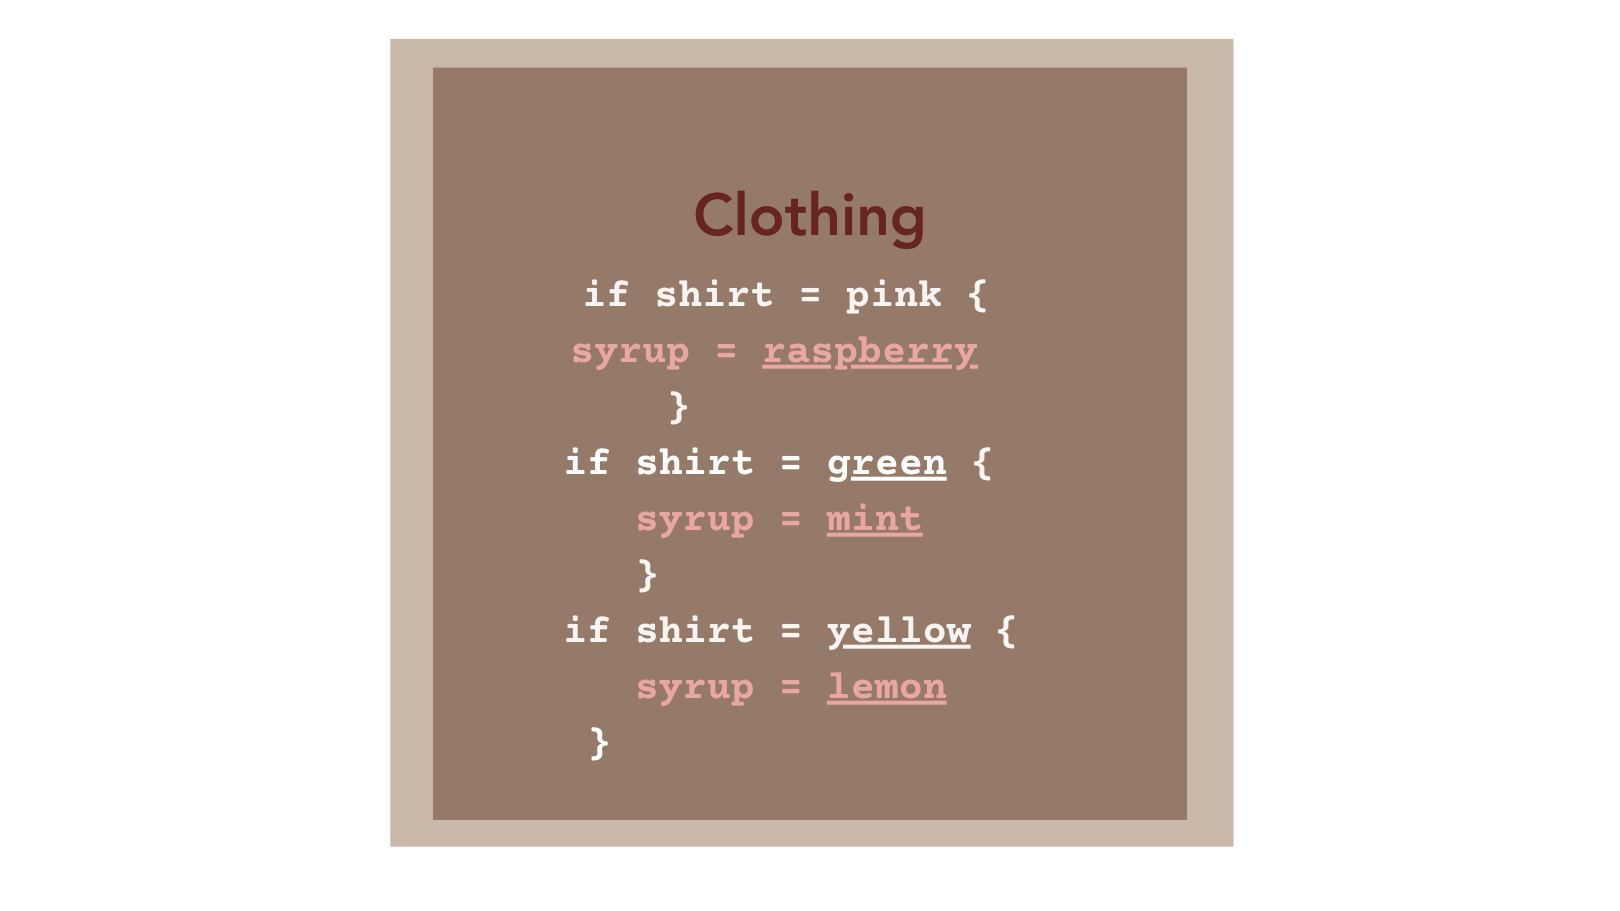 Clothing
if shirt = pink {
syrup = raspberry
}
if shirt = green {
syrup = mint
}
if shirt = yellow {
syrup = lemon
}